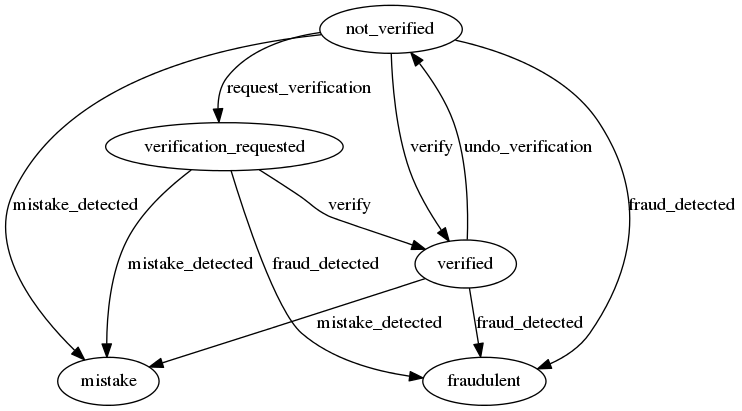 not_verified
request_verification
verification_requested
verify
undo_verification
mistake_detected
verify
fraud_detected
mistake_detected
fraud_detected
verified
mistake_detected
fraud_detected
mistake
fraudulent